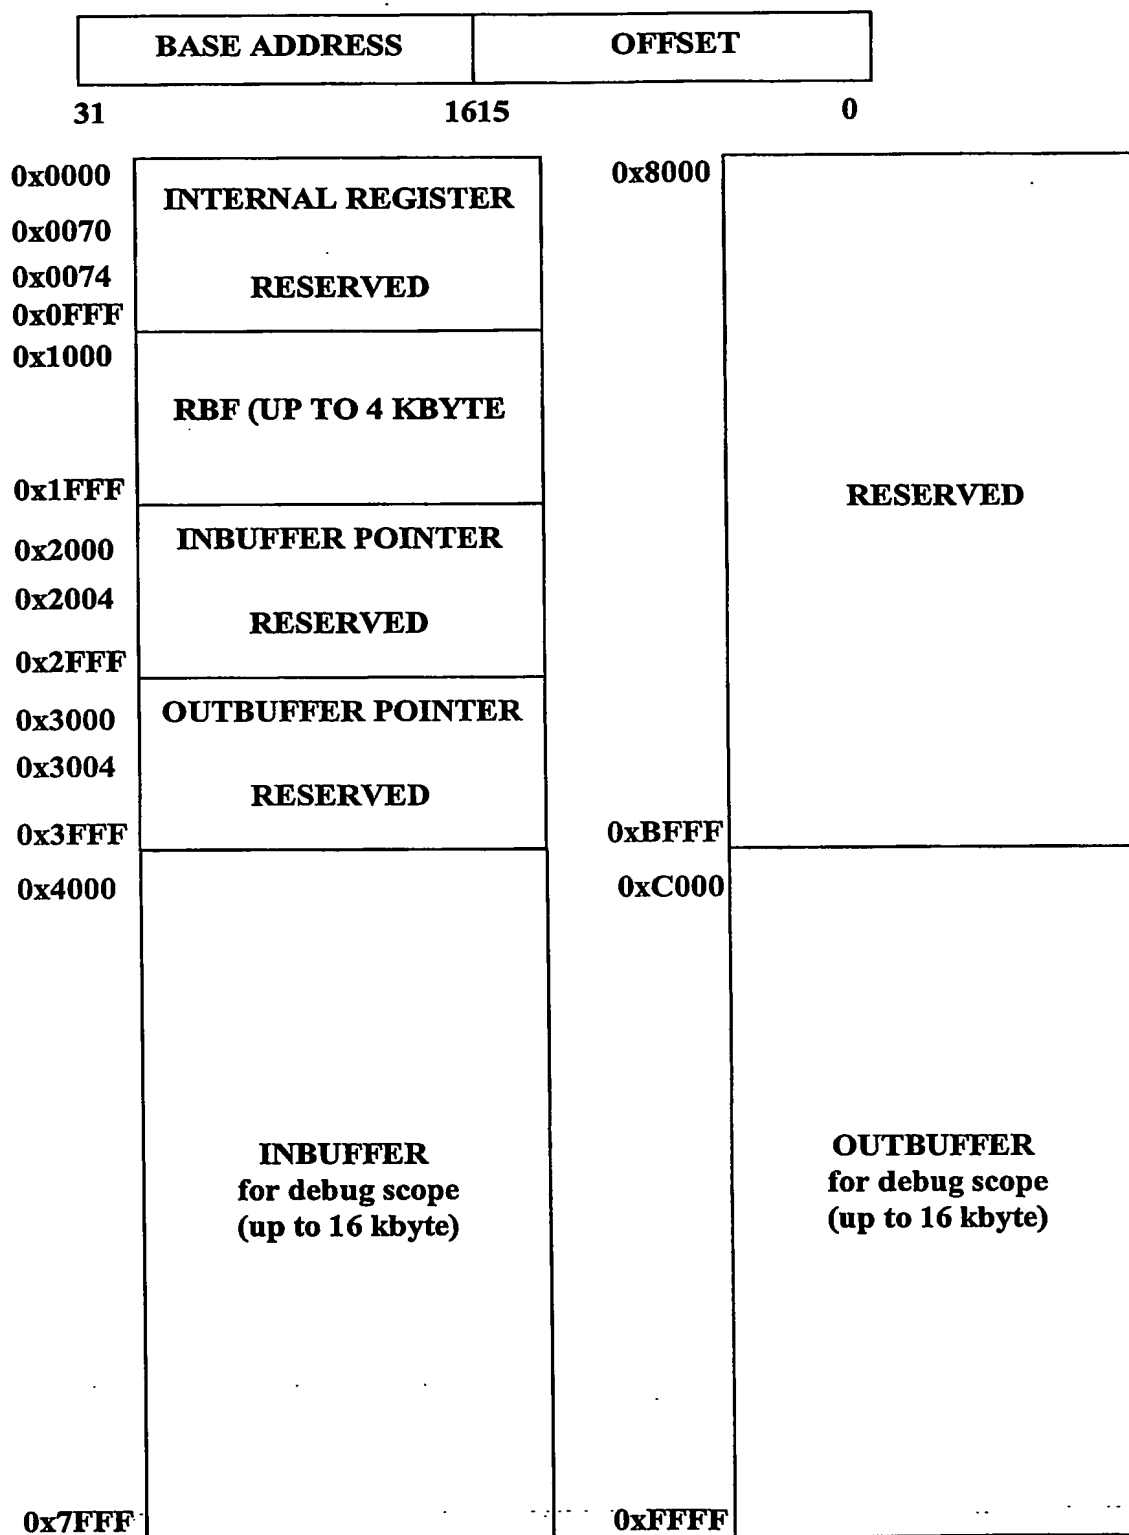 BASE ADDRESS OFFSET
31 1615 0
0x0000
INTERNAL REGISTER
0x0070
0x0074
RESERVED
0x0FFF
0x1000
RBF (UP TO 4 KBYTE
0x1FFF
INBUFFER POINTER
0x2000
0x2004
RESERVED
0x2FFF
OUTBUFFER POINTER
0x3000
0x3004
RESERVED
0x3FFF
0x4000
INBUFFER
for debug scope
(up to 16 kbyte)
0x7FFF
0x8000
RESERVED
0xBFFF
0xC000
OUTBUFFER
for debug scope
(up to 16 kbyte)
0xFFFF